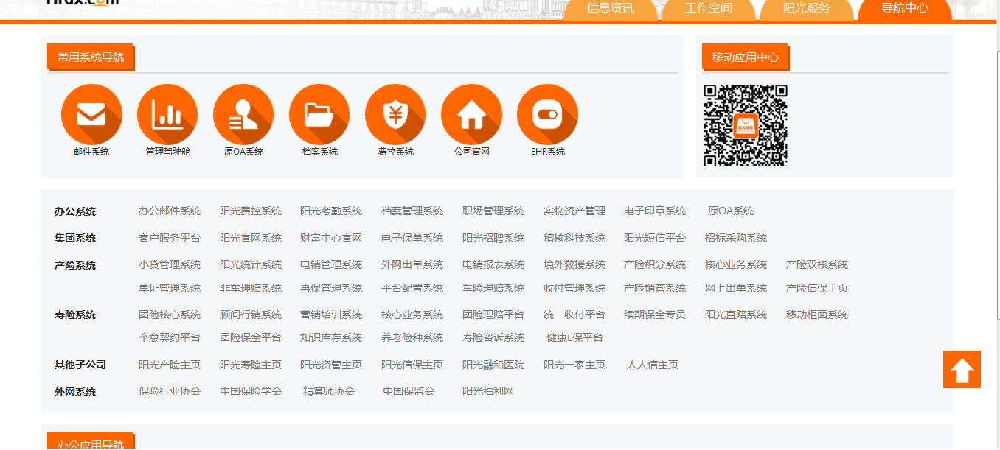 信息资讯 工作空间 阳光服务 导航中心
常用系统导航
移动应用中心
邮件系统 管理驾驶舱 原OA系统 档案系统 费控系统 公司官网 EHR系统
办公系统 办公邮件系统 阳光费控系统 阳光考勤系统 档案管理系统 职场管理系统 实物资产管理 电子印章系统 原OA系统
集团系统 客户服务平台 阳光官网系统 财富中心官网 电子保单系统 阳光招聘系统 稽核科技系统 阳光短信平台 招标采购系统
产险系统 小贷管理系统 阳光统计系统 电销管理系统 外网出单系统 电销报表系统 境外救援系统 产险积分系统 核心业务系统 产险双核系统
单证管理系统 非车理赔系统 再保管理系统 平台配置系统 车险理赔系统 收付管理系统 产险销管系统 网上出单系统 产险信保主页
寿险系统 团险核心系统 顾问行销系统 营销培训系统 核心业务系统 团险理赔平台 统一收付平台 续期保全专员 阳光直赔系统 移动柜面系统
个意契约平台 团险保全平台 知识库存系统 养老险种系统 寿险咨诉系统 健康E保平台
其他子公司 阳光产险主页 阳光寿险主页 阳光资管主页 阳光信保主页 阳光融和医院 阳光一家主页 人人信主页
外网系统 保险行业协会 中国保险学会 精算师协会 中国保监会 阳光福利网
办公应用导航